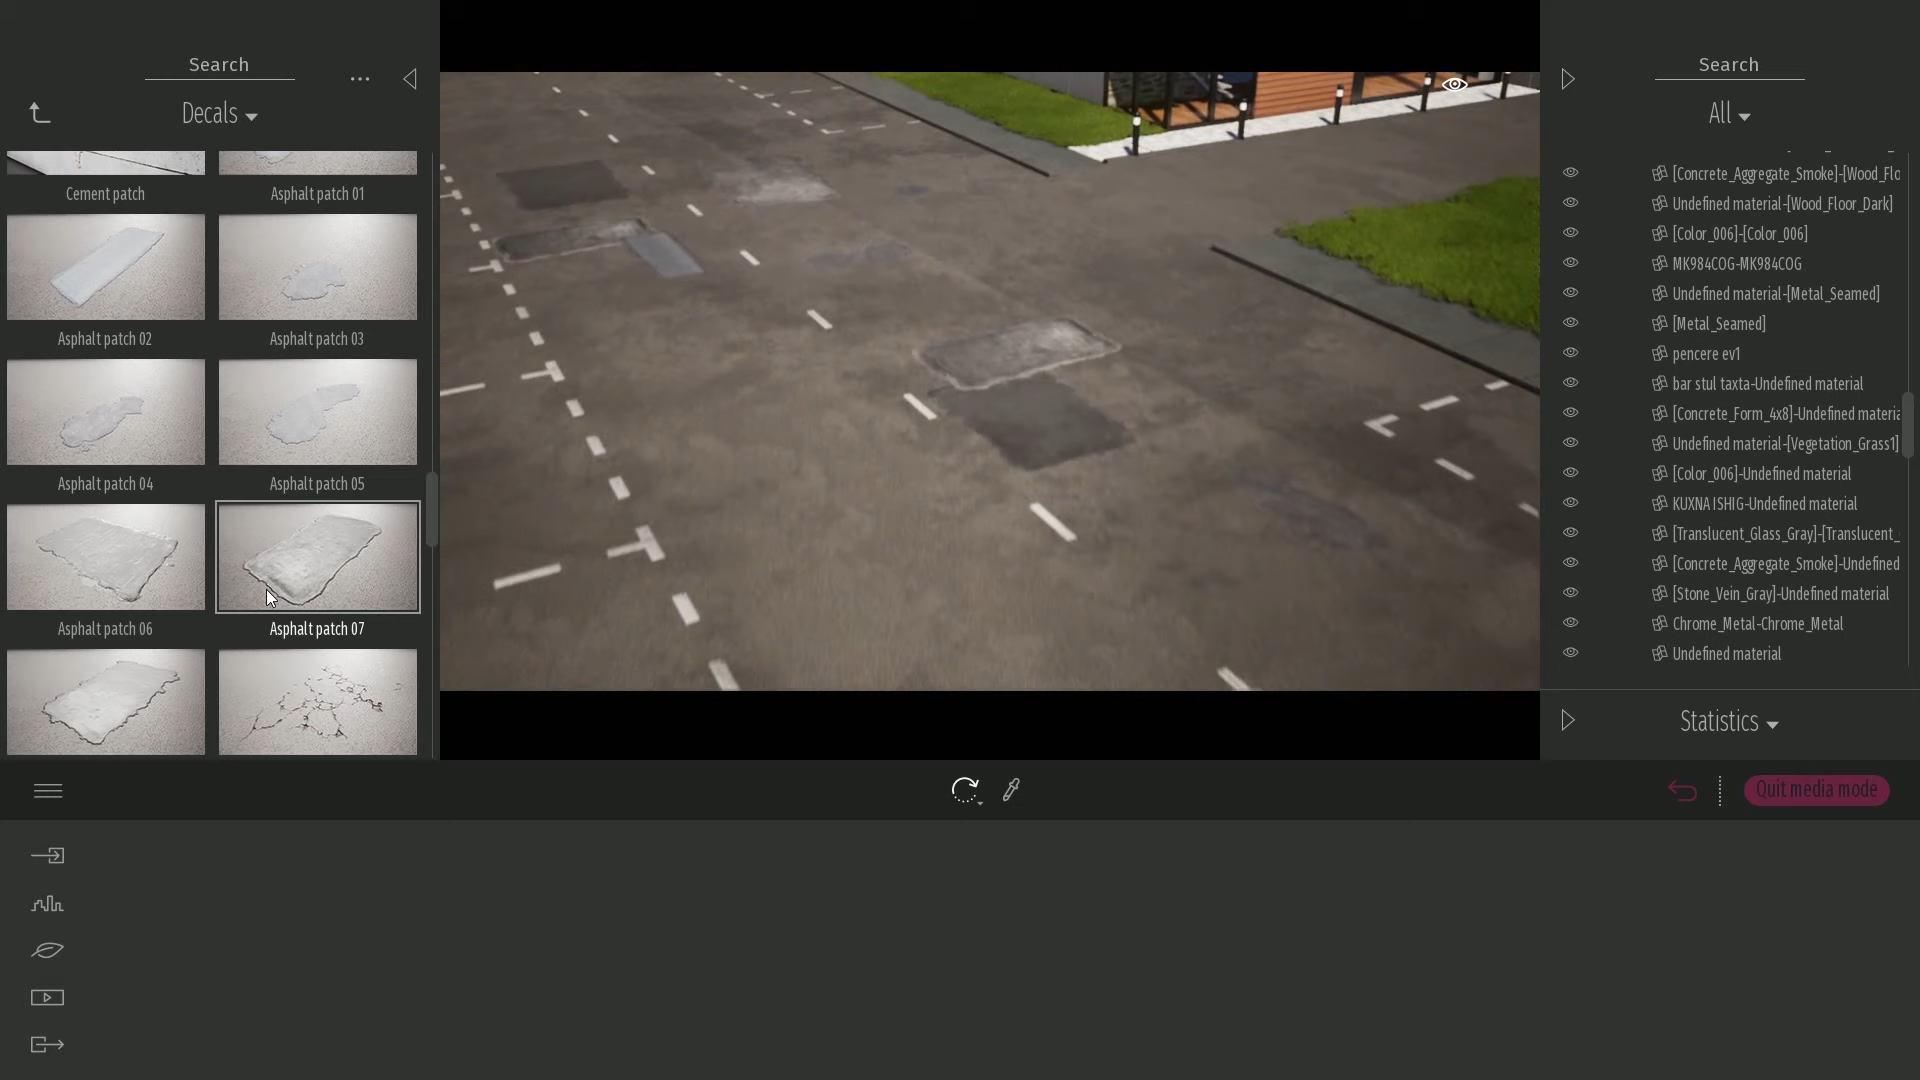 Search
Decals
Cement patch
Asphalt patch 01
Asphalt patch 02
Asphalt patch 03
Asphalt patch 04
Asphalt patch 05
Asphalt patch 06
Asphalt patch 07
Search
All
[Concrete_Aggregate_Smoke]-[Wood_Flo
Undefined material-[Wood_Floor_Dark]
[Color_006]-[Color_006]
MK984COG-MK984COG
Undefined material-[Metal_Seamed]
[Metal_Seamed]
pencere ev1
bar stul taxta-Undefined material
[Concrete_Form_4x8]-Undefined materia
Undefined material-[Vegetation_Grass1]
[Color_006]-Undefined material
KUXNA ISHIG-Undefined material
[Translucent_Glass_Gray]-[Translucent_
[Concrete_Aggregate_Smoke]-Undefined
[Stone_Vein_Gray]-Undefined material
Chrome_Metal-Chrome_Metal
Undefined material
Statistics
Quit media mode